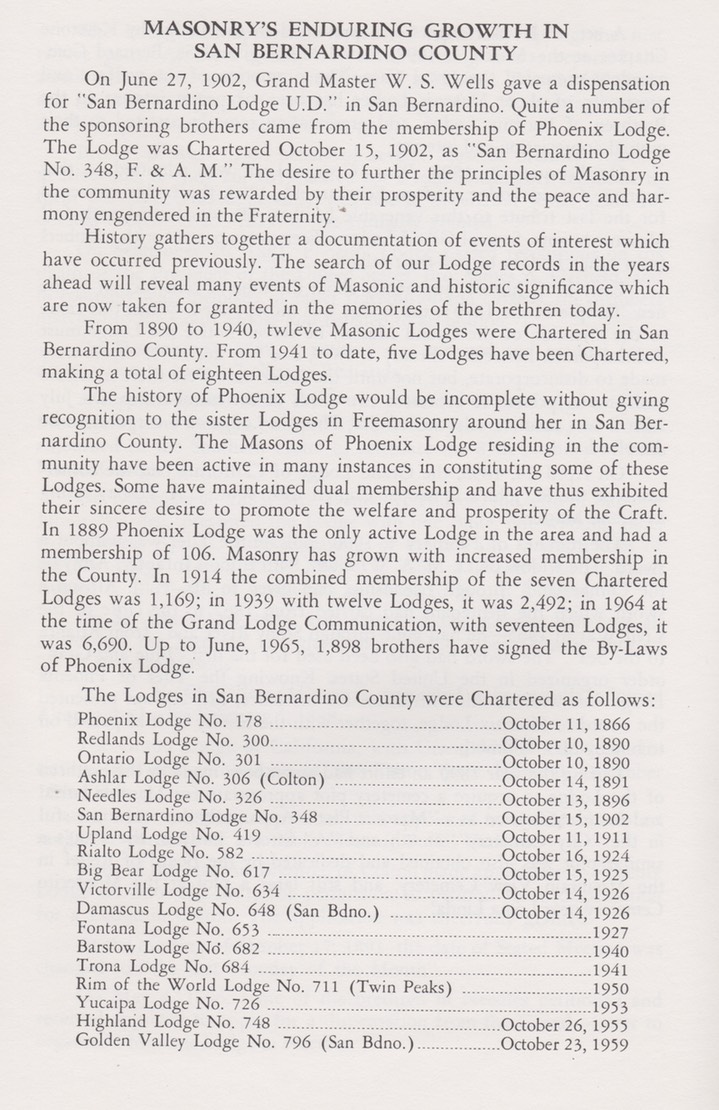 MASONRY'S ENDURING GROWTH IN
SAN BERNARDINO COUNTY
On June 27, 1902, Grand Master W. S. Wells gave a dispensation
for "San Bernardino Lodge U.D." in San Bernardino. Quite a number of
the sponsoring brothers came from the membership of Phoenix Lodge.
The Lodge was Chartered October 15, 1902, as "San Bernardino Lodge
No. 348, F. & A. M." The desire to further the principles of Masonry in
the community was rewarded by their prosperity and the peace and har-
mony engendered in the Fraternity.
History gathers together a documentation of events of interest which
have occurred previously. The search of our Lodge records in the years
ahead will reveal many events of Masonic and historic significance which
are now taken for granted in the memories of the brethren today.
From 1890 to 1940, twleve Masonic Lodges were Chartered in San
Bernardino County. From 1941 to date, five Lodges have been Chartered,
making a total of eighteen Lodges.
The history of Phoenix Lodge would be incomplete without giving
recognition to the sister Lodges in Freemasonry around her in San Ber-
nardino County. The Masons of Phoenix Lodge residing in the com-
munity have been active in many instances in constituting some of these
Lodges. Some have maintained dual membership and have thus exhibited
their sincere desire to promote the welfare and prosperity of the Craft.
In 1889 Phoenix Lodge was the only active Lodge in the area and had a
membership of 106. Masonry has grown with increased membership in
the County. In 1914 the combined membership of the seven Chartered
Lodges was 1,169; in 1939 with twelve Lodges, it was 2,492; in 1964 at
the time of the Grand Lodge Communication, with seventeen Lodges, it
was 6,690. Up to June, 1965, 1,898 brothers have signed the By-Laws
of Phoenix Lodge.
The Lodges in San Bernardino County were Chartered as follows:
Phoenix Lodge No. 178 ........ October 11, 1866
Redlands Lodge No. 300 ........ October 10, 1890
Ontario Lodge No. 301 ........ October 10, 1890
Ashlar Lodge No. 306 (Colton) ........ October 14, 1891
Needles Lodge No. 326 ........ October 13, 1896
San Bernardino Lodge No. 348 ........ October 15, 1902
Upland Lodge No. 419 ........ October 11, 1911
Rialto Lodge No. 582 ........ October 16, 1924
Big Bear Lodge No. 617 ........ October 15, 1925
Victorville Lodge No. 634 ........ October 14, 1926
Damascus Lodge No. 648 (San Bdno.) ........ October 14, 1926
Fontana Lodge No. 653 ........ 1927
Barstow Lodge No. 682 ........ 1940
Trona Lodge No. 684 ........ 1941
Rim of the World Lodge No. 711 (Twin Peaks) ........ 1950
Yucaipa Lodge No. 726 ........ 1953
Highland Lodge No. 748 ........ October 26, 1955
Golden Valley Lodge No. 796 (San Bdno.) ........ October 23, 1959